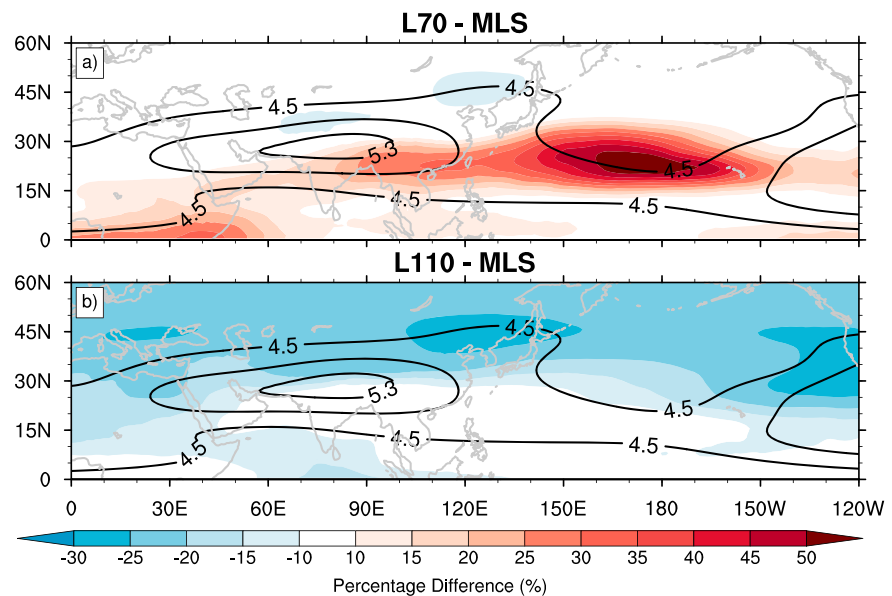 L70 - MLS
60N
a)
4.5
45N
4.5
30N
5.3
4.5
15N
4.5
4.5
4.5
0
L110 - MLS
60N
b)
4.5
45N
4.5
30N
5.3
4.5
15N
4.5
4.5
4.5
0
0 30E 60E 90E 120E 150E 180 150W 120W
-30 -25 -20 -15 -10 10 15 20 25 30 35 40 45 50
Percentage Difference (%)